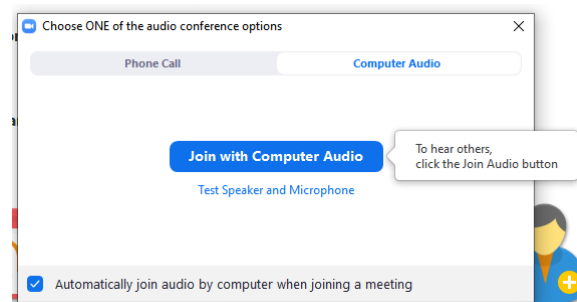 Choose ONE of the audio conference options
Phone Call
Computer Audio
Join with Computer Audio
To hear others,
click the Join Audio button
Test Speaker and Microphone
Automatically join audio by computer when joining a meeting